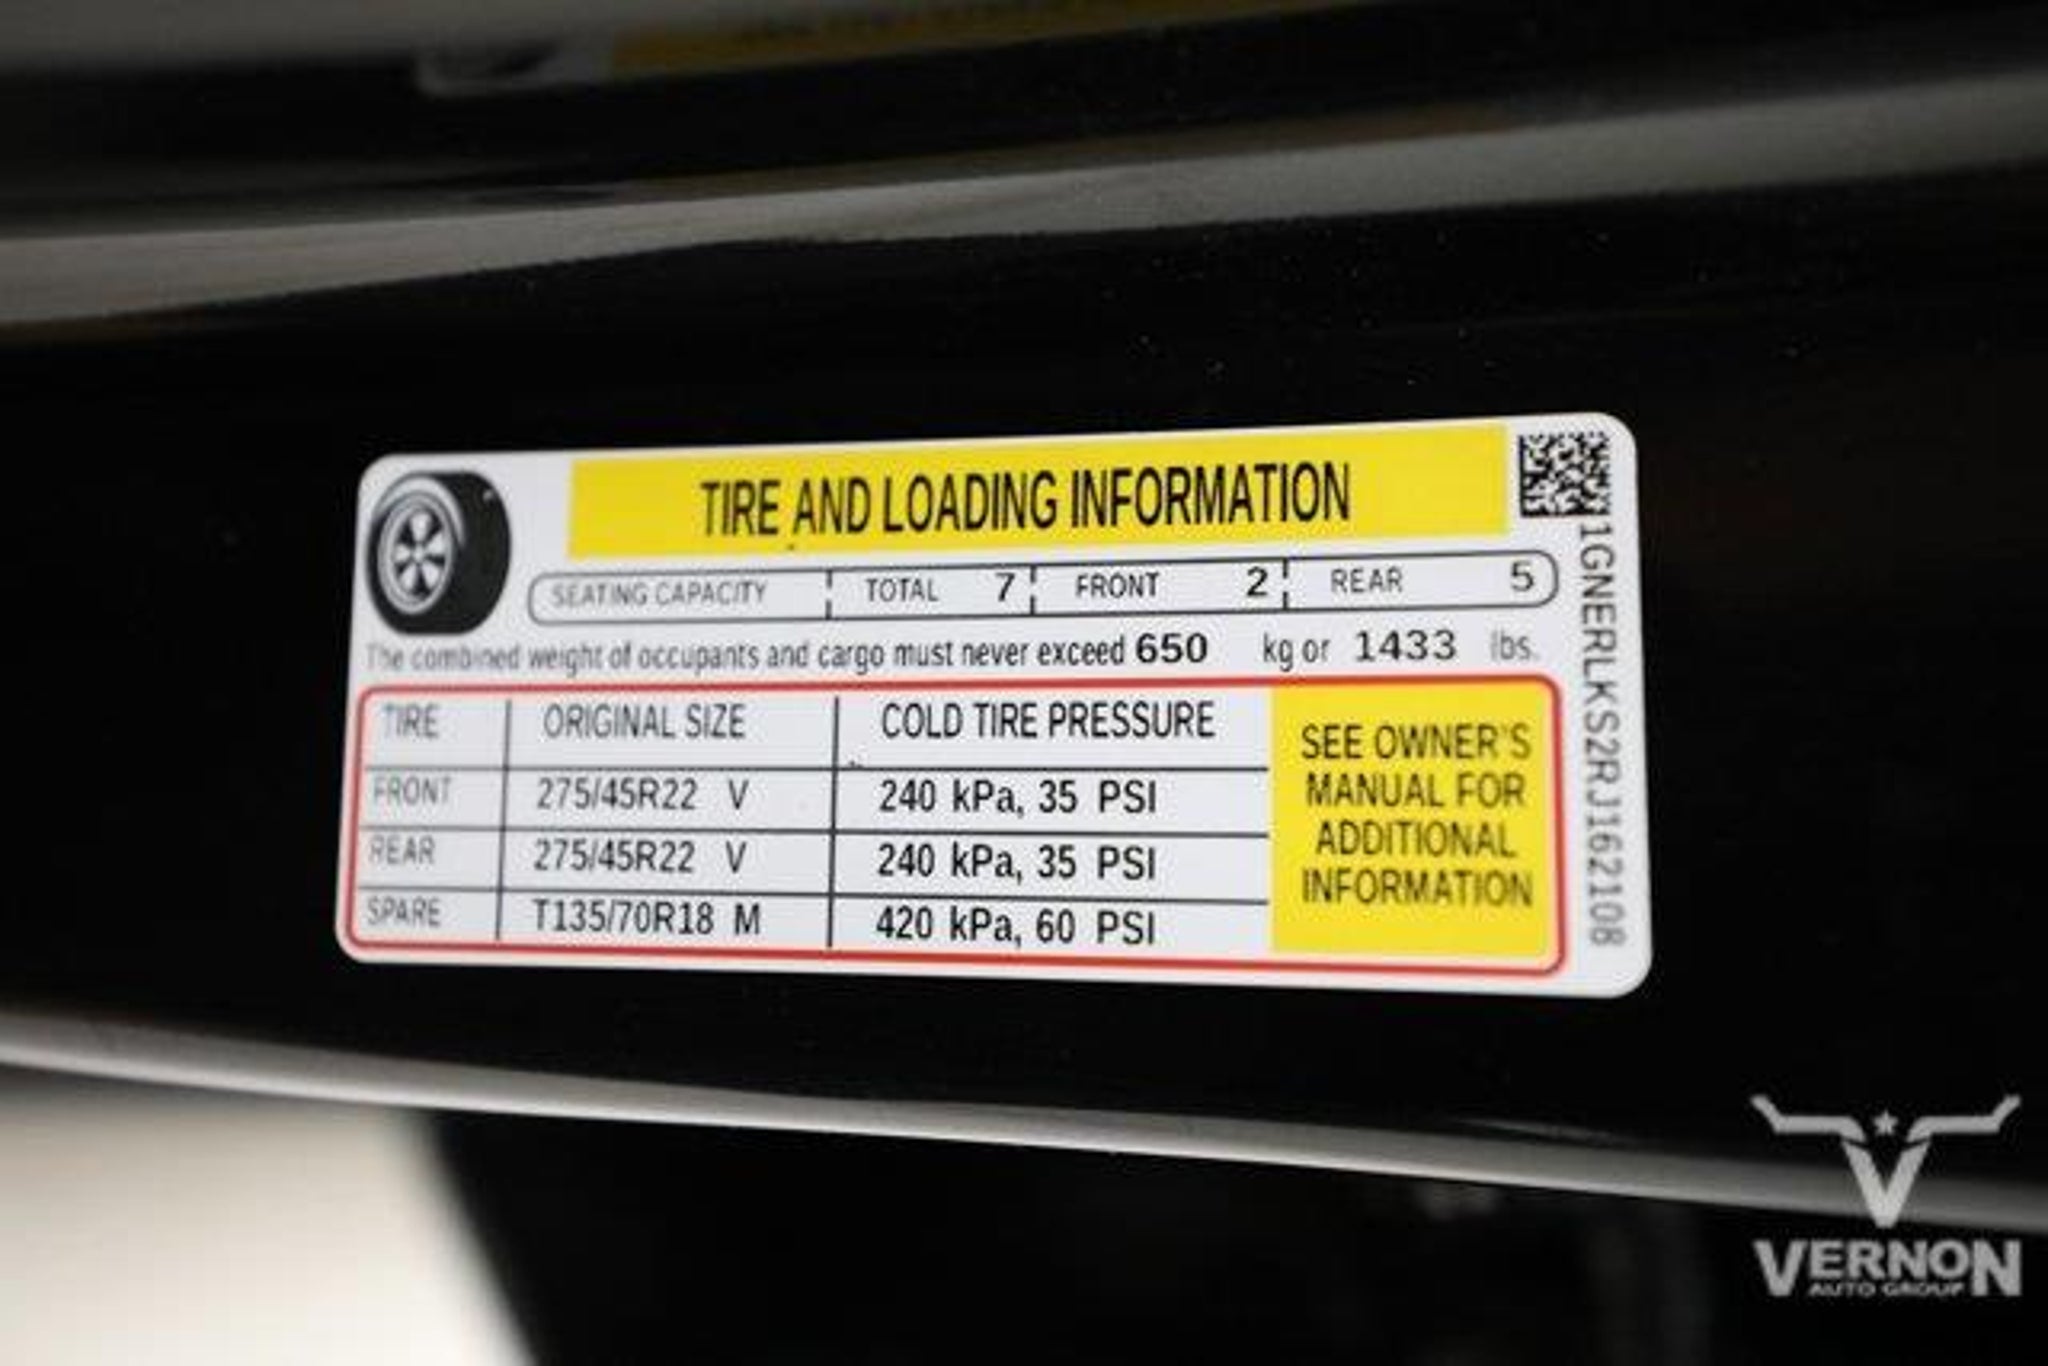 TIRE AND LOADING INFORMATION
SEATING CAPACITY TOTAL 7 FRONT 2 REAR 5
The combined weight of occupants and cargo must never exceed 650 kg or 1433 lbs.
TIRE ORIGINAL SIZE COLD TIRE PRESSURE
FRONT 275/45R22 V 240 kPa, 35 PSI
REAR 275/45R22 V 240 kPa, 35 PSI
SPARE T135/70R18 M 420 kPa, 60 PSI
SEE OWNER'S
MANUAL FOR
ADDITIONAL
INFORMATION
1GNERLKS2RJ162108
VERNON
AUTO GROUP